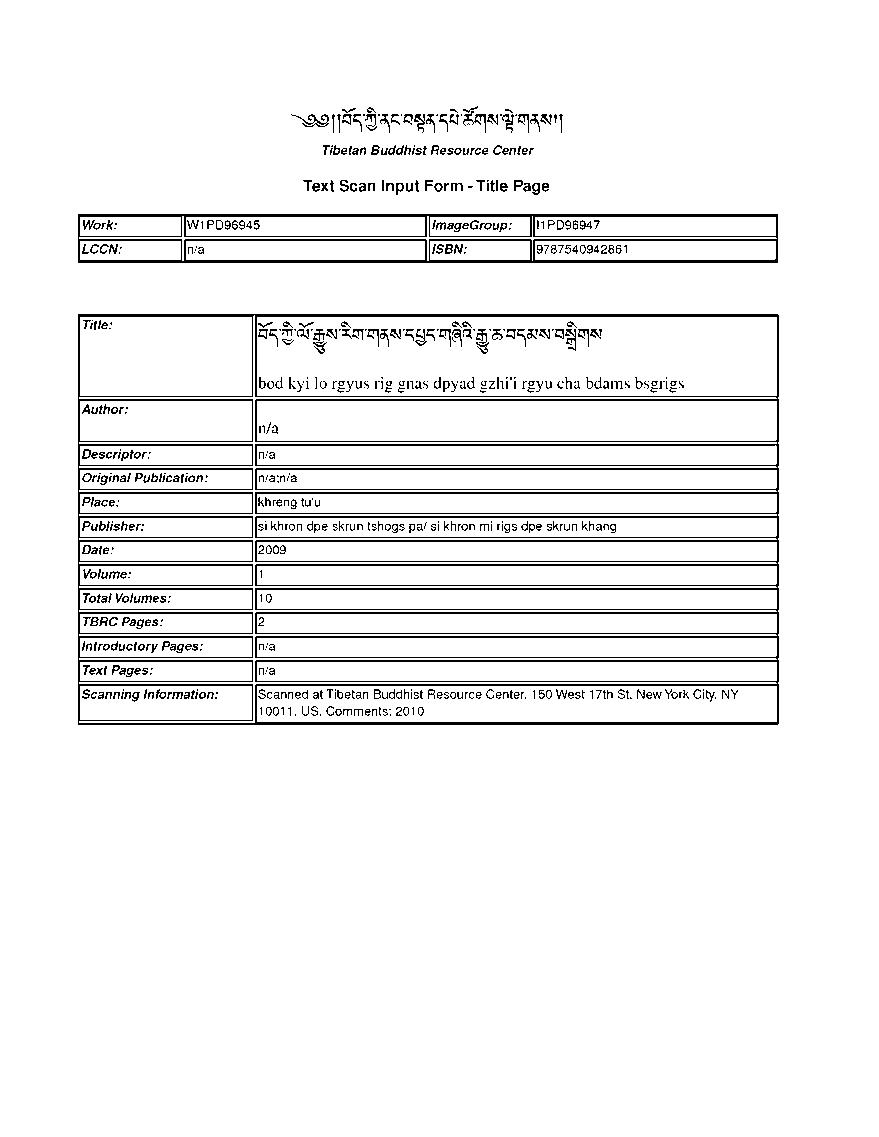 ༄༅།།བོད་ཀྱི་ནང་བསྟན་དཔེ་ཚོགས་ལྟེ་གནས།།
Tibetan Buddhist Resource Center
Text Scan Input Form - Title Page
Work: W1PD96945 ImageGroup: I1PD96947
LCCN: n/a ISBN: 9787540942861
Title: བོད་ཀྱི་ལོ་རྒྱུས་རིག་གནས་དཔྱད་གཞིའི་རྒྱུ་ཆ་བདམས་བསྒྲིགས
bod kyi lo rgyus rig gnas dpyad gzhi'i rgyu cha bdams bsgrigs
Author:
n/a
Descriptor: n/a
Original Publication: n/a;n/a
Place: khreng tu'u
Publisher: si khron dpe skrun tshogs pa/ si khron mi rigs dpe skrun khang
Date: 2009
Volume: 1
Total Volumes: 10
TBRC Pages: 2
Introductory Pages: n/a
Text Pages: n/a
Scanning Information: Scanned at Tibetan Buddhist Resource Center, 150 West 17th St, New York City, NY
10011, US. Comments: 2010